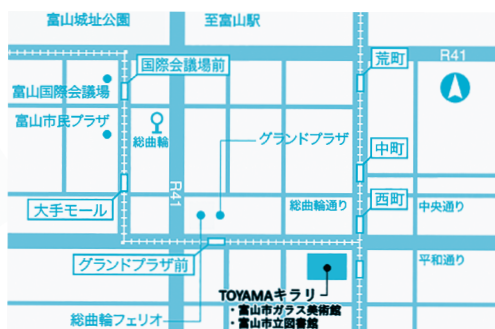 富山城址公園
至富山駅
国際会議場前
荒町
R41
富山国際会議場
富山市民プラザ
総曲輪
グランドプラザ
中町
大手モール
R41
総曲輪通り
西町
中央通り
グランドプラザ前
平和通り
TOYAMAキラリ
・富山市ガラス美術館
・富山市立図書館
総曲輪フェリオ